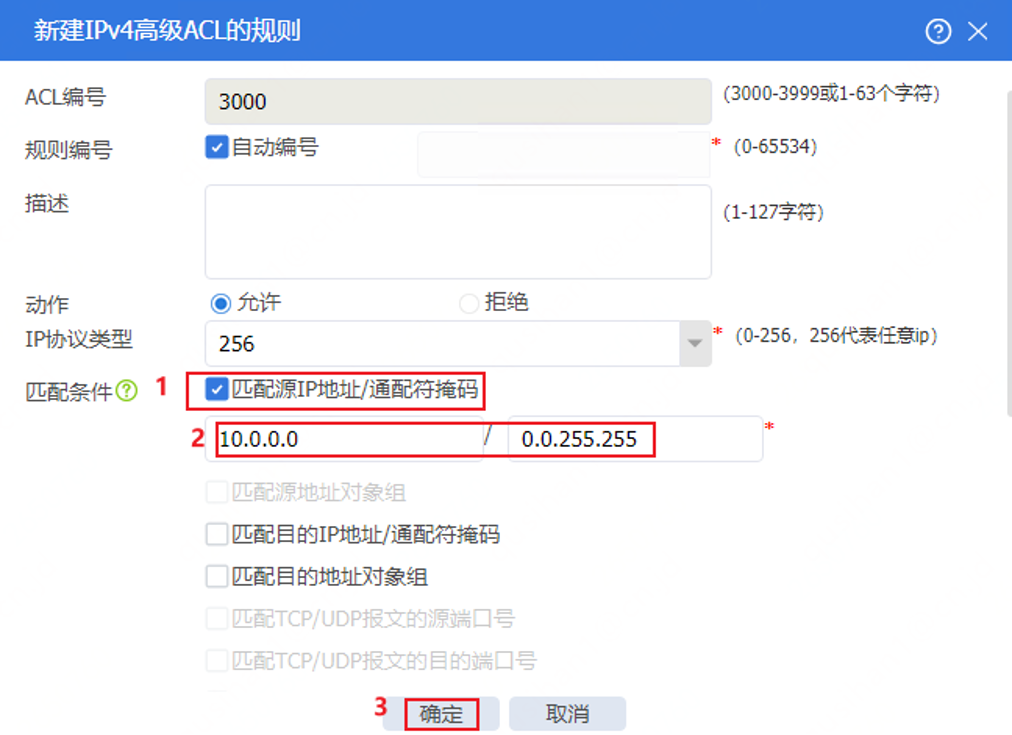 新建IPv4高级ACL的规则
ACL编号 3000 (3000-3999或1-63个字符)
规则编号 自动编号 * (0-65534)
描述 (1-127字符)
动作 允许 拒绝
IP协议类型 256 * (0-256，256代表任意ip)
匹配条件 1 匹配源IP地址/通配符掩码
2 10.0.0.0 / 0.0.255.255 *
匹配源地址对象组
匹配目的IP地址/通配符掩码
匹配目的地址对象组
匹配TCP/UDP报文的源端口号
匹配TCP/UDP报文的目的端口号
3 确定 取消